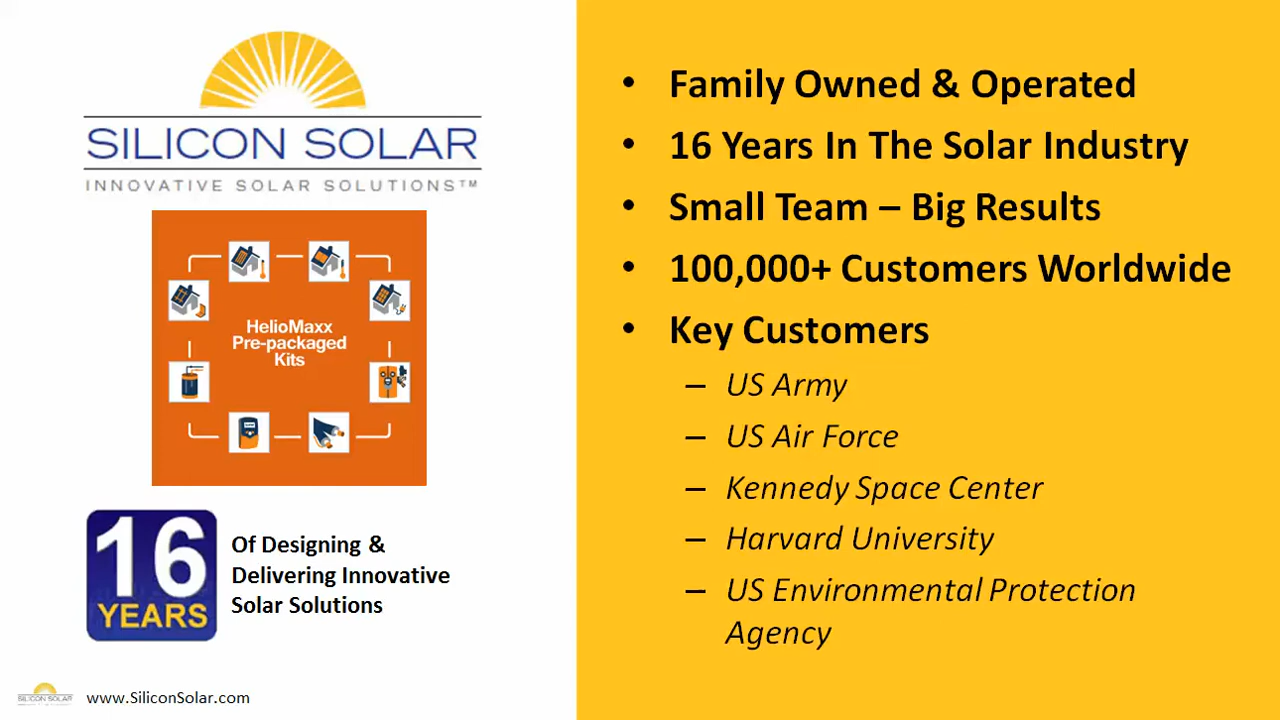 SILICON SOLAR
INNOVATIVE SOLAR SOLUTIONS™
HelioMaxx
Pre-packaged
Kits
16
YEARS
Of Designing &
Delivering Innovative
Solar Solutions
SILICON SOLAR
www.SiliconSolar.com
• Family Owned & Operated
• 16 Years In The Solar Industry
• Small Team – Big Results
• 100,000+ Customers Worldwide
• Key Customers
– US Army
– US Air Force
– Kennedy Space Center
– Harvard University
– US Environmental Protection
Agency